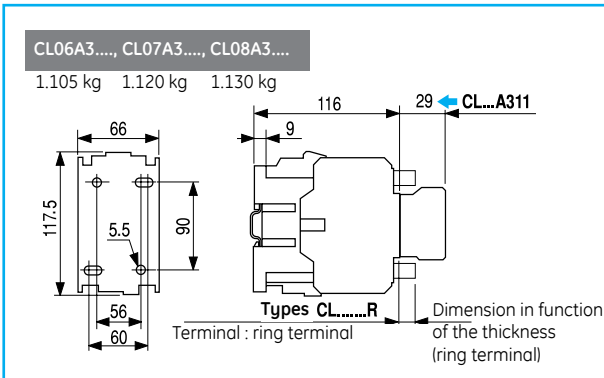 CL06A3...., CL07A3...., CL08A3....
1.105 kg 1.120 kg 1.130 kg
116
29 CL...A311
66
9
117.5
90
5.5
56
60
Types CL.......R
Terminal : ring terminal
Dimension in function
of the thickness
(ring terminal)